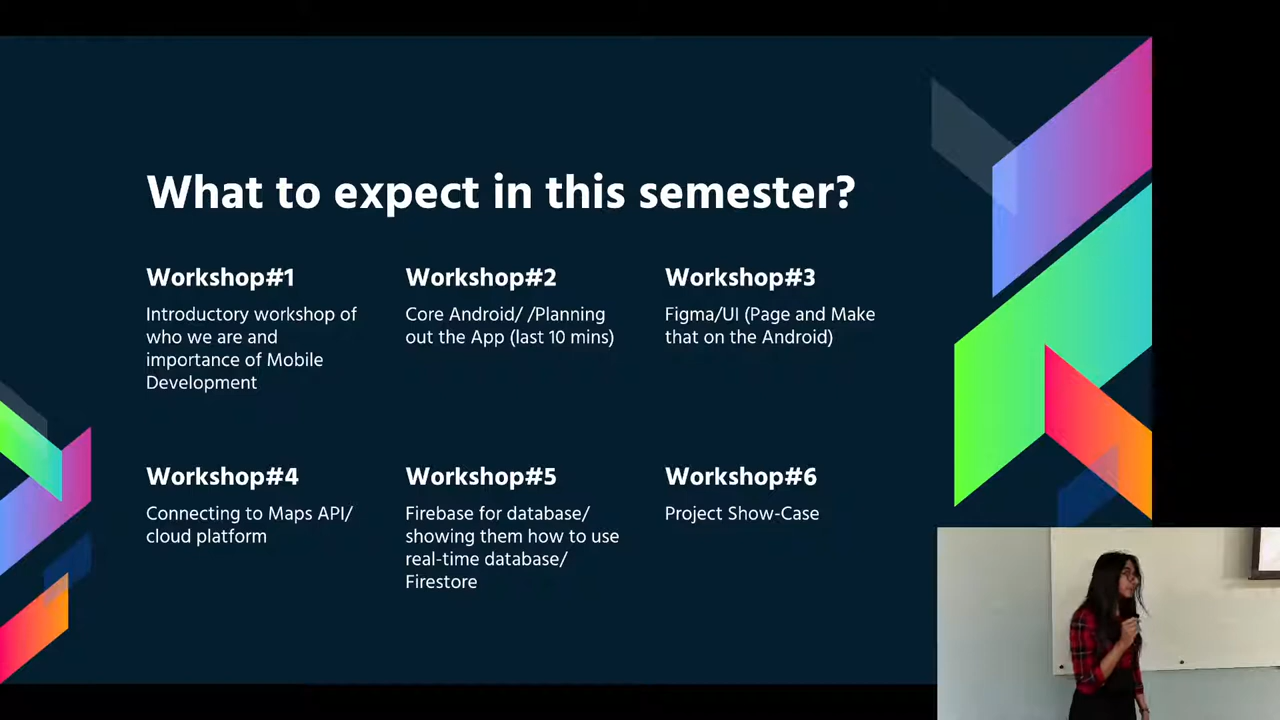 What to expect in this semester?
Workshop#1
Introductory workshop of
who we are and
importance of Mobile
Development
Workshop#2
Core Android/ /Planning
out the App (last 10 mins)
Workshop#3
Figma/UI (Page and Make
that on the Android)
Workshop#4
Connecting to Maps API/
cloud platform
Workshop#5
Firebase for database/
showing them how to use
real-time database/
Firestore
Workshop#6
Project Show-Case